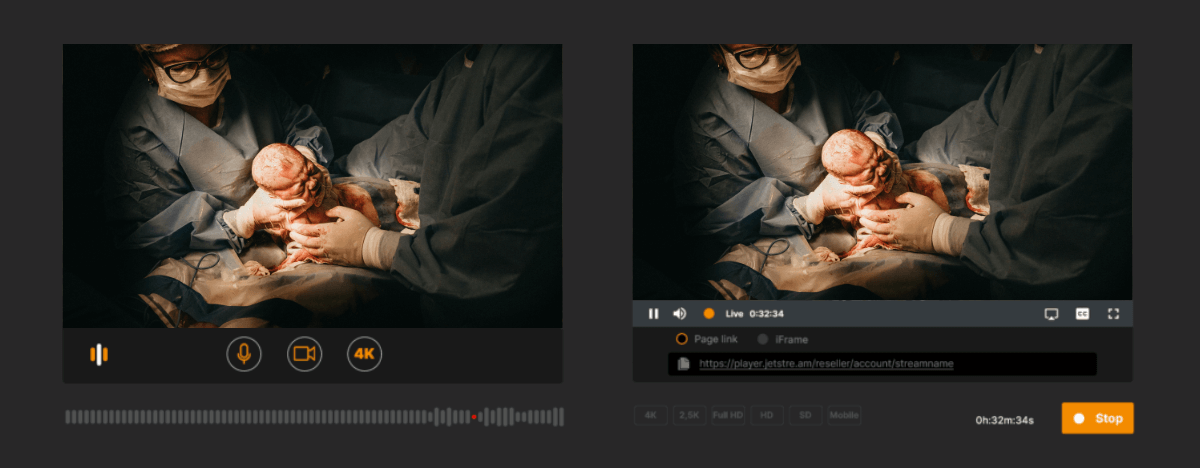 4K
Live 0:32:34
CC
Page link
iFrame
https://player.jetstre.am/reseller/account/streamname
4K
2,5K
Full HD
HD
SD
Mobile
0h:32m:34s
Stop